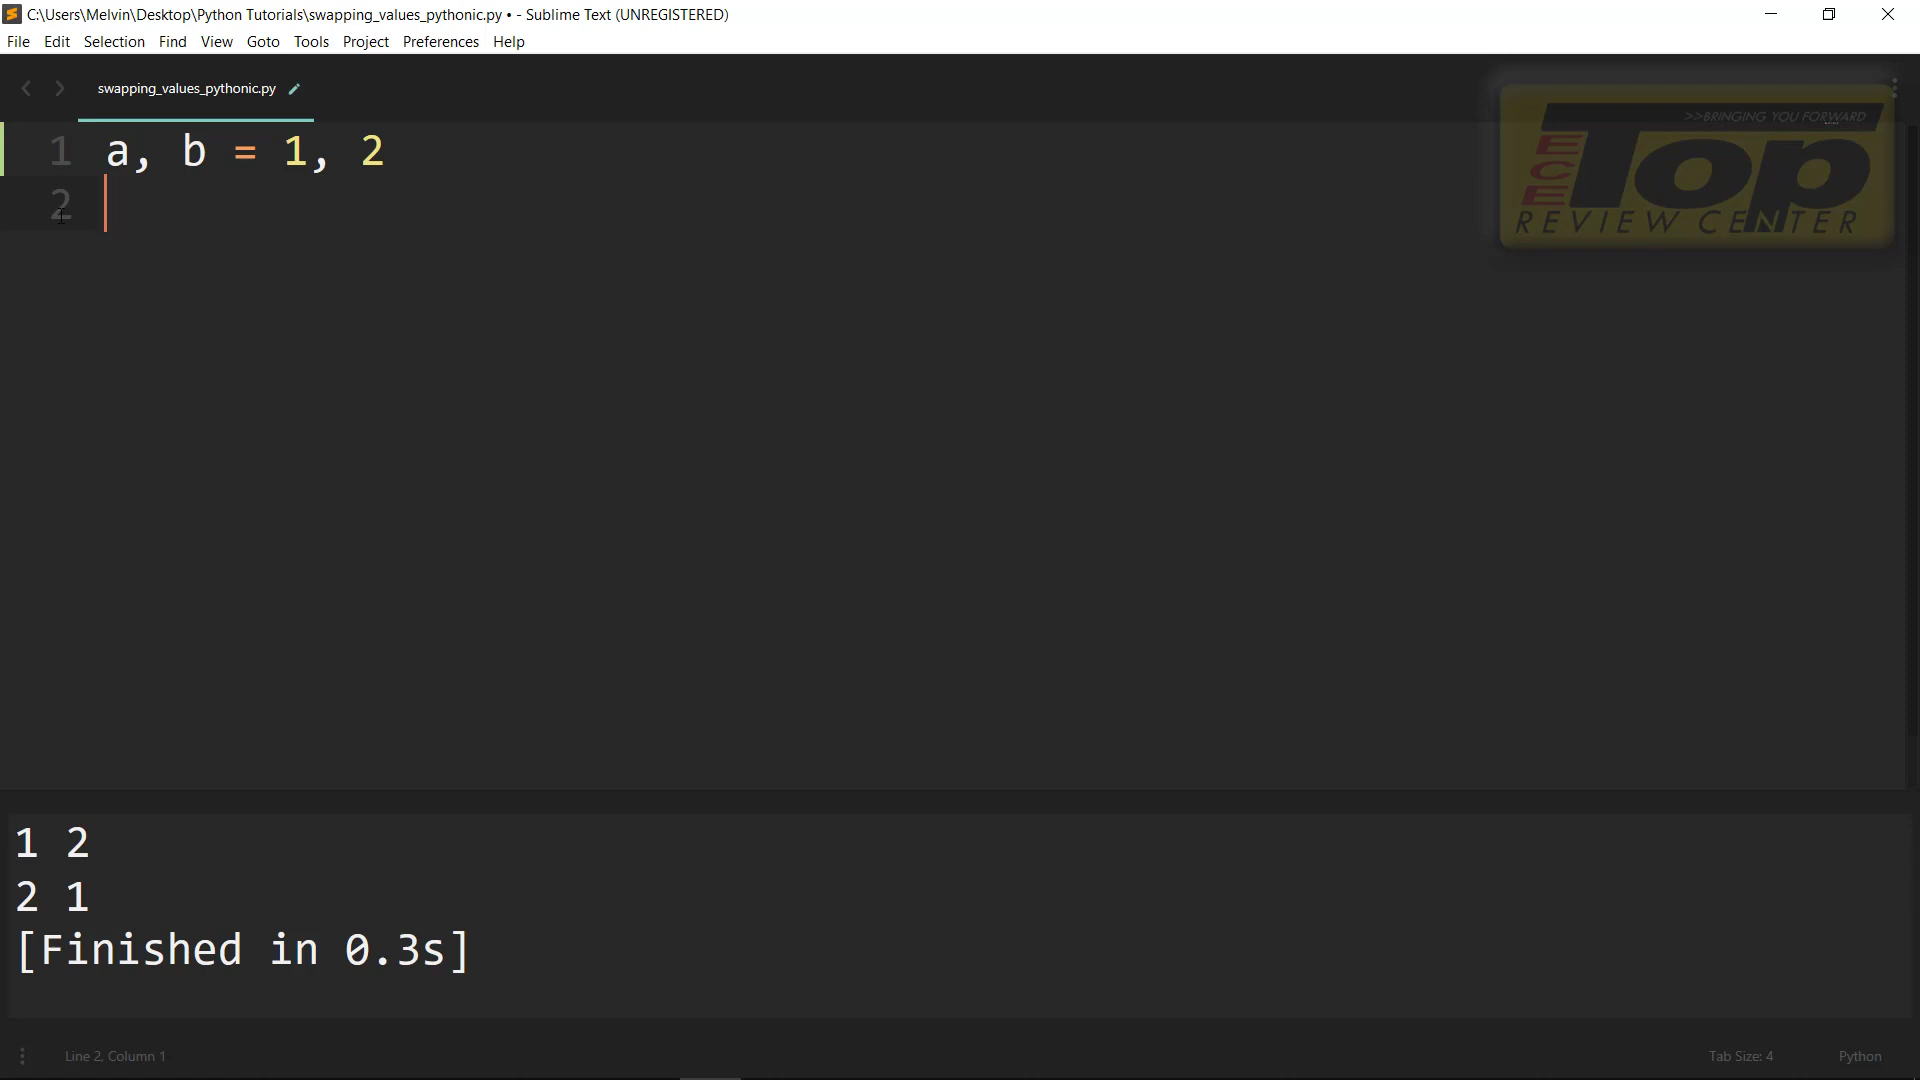 C:\Users\Melvin\Desktop\Python Tutorials\swapping_values_pythonic.py • - Sublime Text (UNREGISTERED)
File Edit Selection Find View Goto Tools Project Preferences Help
swapping_values_pythonic.py
>>BRINGING YOU FORWARD
ECE Top
REVIEW CENTER
1 a, b = 1, 2
2
1 2
2 1
[Finished in 0.3s]
Line 2, Column 1 Tab Size: 4 Python